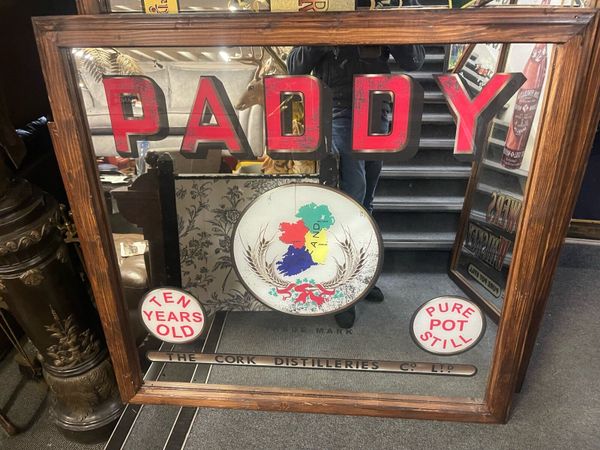 PADDY
TEN
YEARS
OLD
PURE
POT
STILL
TRADE MARK
THE CORK DISTILLERIES CO. LTD.